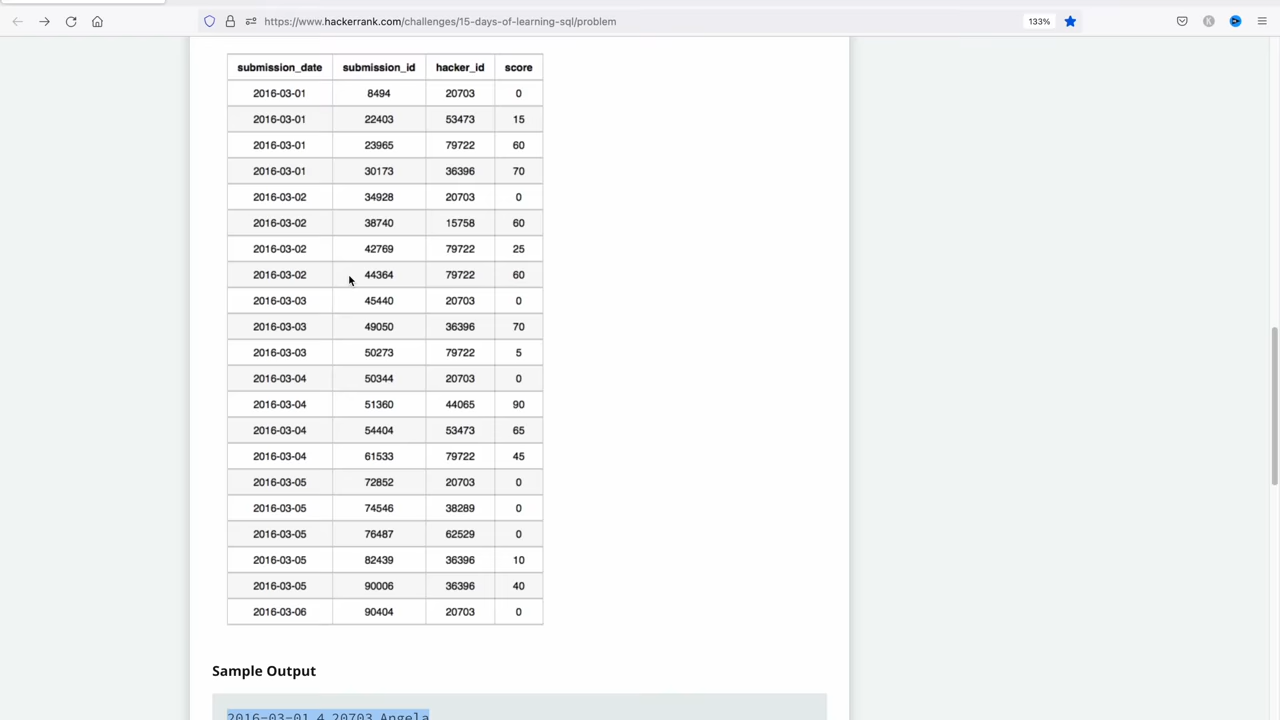 https://www.hackerrank.com/challenges/15-days-of-learning-sql/problem 133%
submission_date submission_id hacker_id score
2016-03-01 8494 20703 0
2016-03-01 22403 53473 15
2016-03-01 23965 79722 60
2016-03-01 30173 36396 70
2016-03-02 34928 20703 0
2016-03-02 38740 15758 60
2016-03-02 42769 79722 25
2016-03-02 44364 79722 60
2016-03-03 45440 20703 0
2016-03-03 49050 36396 70
2016-03-03 50273 79722 5
2016-03-04 50344 20703 0
2016-03-04 51360 44065 90
2016-03-04 54404 53473 65
2016-03-04 61533 79722 45
2016-03-05 72852 20703 0
2016-03-05 74546 38289 0
2016-03-05 76487 62529 0
2016-03-05 82439 36396 10
2016-03-05 90006 36396 40
2016-03-06 90404 20703 0
Sample Output
2016-03-01 4 20703 Angela